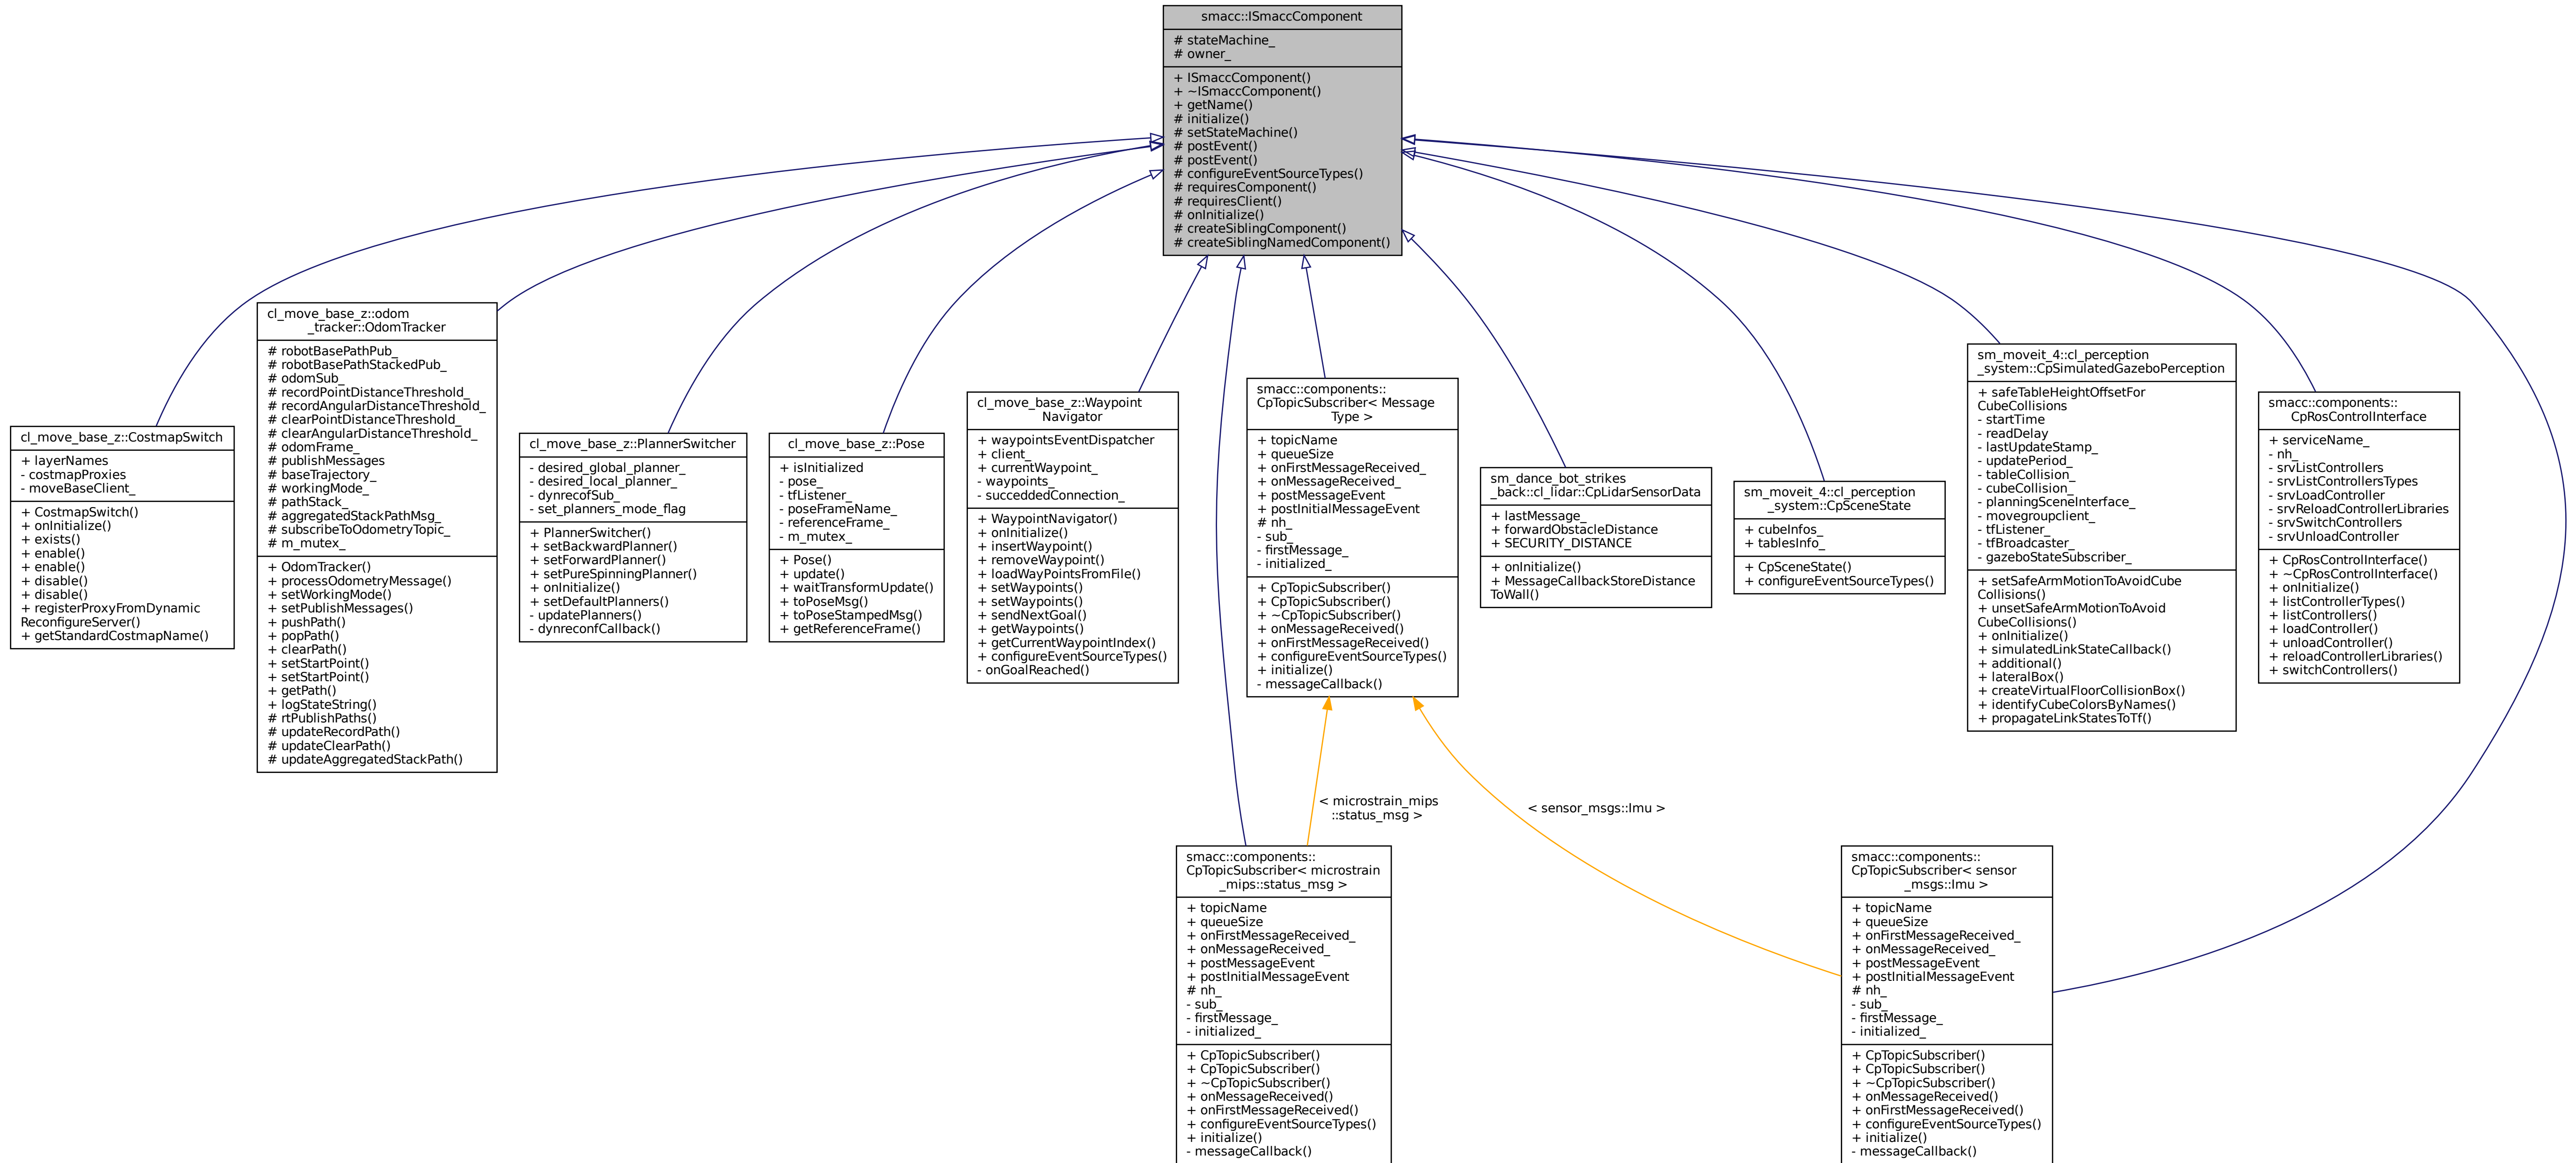 smacc::ISmaccComponent
# stateMachine_
# owner_
+ ISmaccComponent()
+ ~ISmaccComponent()
+ getName()
# initialize()
# setStateMachine()
# postEvent()
# postEvent()
# configureEventSourceTypes()
# requiresComponent()
# requiresClient()
# onInitialize()
# createSiblingComponent()
# createSiblingNamedComponent()
cl_move_base_z::CostmapSwitch
+ layerNames
- costmapProxies
- moveBaseClient_
+ CostmapSwitch()
+ onInitialize()
+ exists()
+ enable()
+ enable()
+ disable()
+ disable()
+ registerProxyFromDynamic
ReconfigureServer()
+ getStandardCostmapName()
cl_move_base_z::odom
_tracker::OdomTracker
# robotBasePathPub_
# robotBasePathStackedPub_
# odomSub_
# recordPointDistanceThreshold_
# recordAngularDistanceThreshold_
# clearPointDistanceThreshold_
# clearAngularDistanceThreshold_
# odomFrame_
# publishMessages
# baseTrajectory_
# workingMode_
# pathStack_
# aggregatedStackPathMsg_
# subscribeToOdometryTopic_
# m_mutex_
+ OdomTracker()
+ processOdometryMessage()
+ setWorkingMode()
+ setPublishMessages()
+ pushPath()
+ popPath()
+ clearPath()
+ setStartPoint()
+ setStartPoint()
+ getPath()
+ logStateString()
# rtPublishPaths()
# updateRecordPath()
# updateClearPath()
# updateAggregatedStackPath()
cl_move_base_z::PlannerSwitcher
- desired_global_planner_
- desired_local_planner_
- dynrecofSub_
- set_planners_mode_flag
+ PlannerSwitcher()
+ setBackwardPlanner()
+ setForwardPlanner()
+ setPureSpinningPlanner()
+ onInitialize()
+ setDefaultPlanners()
- updatePlanners()
- dynreconfCallback()
cl_move_base_z::Pose
+ isInitialized
- pose_
- tfListener_
- poseFrameName_
- referenceFrame_
- m_mutex_
+ Pose()
+ update()
+ waitTransformUpdate()
+ toPoseMsg()
+ toPoseStampedMsg()
+ getReferenceFrame()
cl_move_base_z::Waypoint
Navigator
+ waypointsEventDispatcher
+ client_
+ currentWaypoint_
- waypoints_
- succeddedConnection_
+ WaypointNavigator()
+ onInitialize()
+ insertWaypoint()
+ removeWaypoint()
+ loadWayPointsFromFile()
+ setWaypoints()
+ setWaypoints()
+ sendNextGoal()
+ getWaypoints()
+ getCurrentWaypointIndex()
+ configureEventSourceTypes()
- onGoalReached()
smacc::components::
CpTopicSubscriber< Message
Type >
+ topicName
+ queueSize
+ onFirstMessageReceived_
+ onMessageReceived_
+ postMessageEvent
+ postInitialMessageEvent
# nh_
- sub_
- firstMessage_
- initialized_
+ CpTopicSubscriber()
+ CpTopicSubscriber()
+ ~CpTopicSubscriber()
+ onMessageReceived()
+ onFirstMessageReceived()
+ configureEventSourceTypes()
+ initialize()
- messageCallback()
sm_dance_bot_strikes
_back::cl_lidar::CpLidarSensorData
+ lastMessage_
+ forwardObstacleDistance
+ SECURITY_DISTANCE
+ onInitialize()
+ MessageCallbackStoreDistance
ToWall()
sm_moveit_4::cl_perception
_system::CpSceneState
+ cubeInfos_
+ tablesInfo_
+ CpSceneState()
+ configureEventSourceTypes()
sm_moveit_4::cl_perception
_system::CpSimulatedGazeboPerception
+ safeTableHeightOffsetFor
CubeCollisions
- startTime
- readDelay
- lastUpdateStamp_
- updatePeriod_
- tableCollision_
- cubeCollision_
- planningSceneInterface_
- movegroupclient_
- tfListener_
- tfBroadcaster_
- gazeboStateSubscriber_
+ setSafeArmMotionToAvoidCube
Collisions()
+ unsetSafeArmMotionToAvoid
CubeCollisions()
+ onInitialize()
+ simulatedLinkStateCallback()
+ additional()
+ lateralBox()
+ createVirtualFloorCollisionBox()
+ identifyCubeColorsByNames()
+ propagateLinkStatesToTf()
smacc::components::
CpRosControlInterface
+ serviceName_
- nh_
- srvListControllers
- srvListControllersTypes
- srvLoadController
- srvReloadControllerLibraries
- srvSwitchControllers
- srvUnloadController
+ CpRosControlInterface()
+ ~CpRosControlInterface()
+ onInitialize()
+ listControllerTypes()
+ listControllers()
+ loadController()
+ unloadController()
+ reloadControllerLibraries()
+ switchControllers()
< microstrain_mips
::status_msg >
< sensor_msgs::Imu >
smacc::components::
CpTopicSubscriber< microstrain
_mips::status_msg >
+ topicName
+ queueSize
+ onFirstMessageReceived_
+ onMessageReceived_
+ postMessageEvent
+ postInitialMessageEvent
# nh_
- sub_
- firstMessage_
- initialized_
+ CpTopicSubscriber()
+ CpTopicSubscriber()
+ ~CpTopicSubscriber()
+ onMessageReceived()
+ onFirstMessageReceived()
+ configureEventSourceTypes()
+ initialize()
- messageCallback()
smacc::components::
CpTopicSubscriber< sensor
_msgs::Imu >
+ topicName
+ queueSize
+ onFirstMessageReceived_
+ onMessageReceived_
+ postMessageEvent
+ postInitialMessageEvent
# nh_
- sub_
- firstMessage_
- initialized_
+ CpTopicSubscriber()
+ CpTopicSubscriber()
+ ~CpTopicSubscriber()
+ onMessageReceived()
+ onFirstMessageReceived()
+ configureEventSourceTypes()
+ initialize()
- messageCallback()